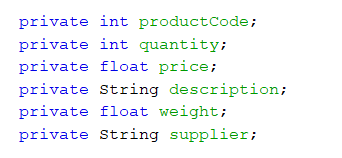 private int productCode;
private int quantity;
private float price;
private String description;
private float weight;
private String supplier;